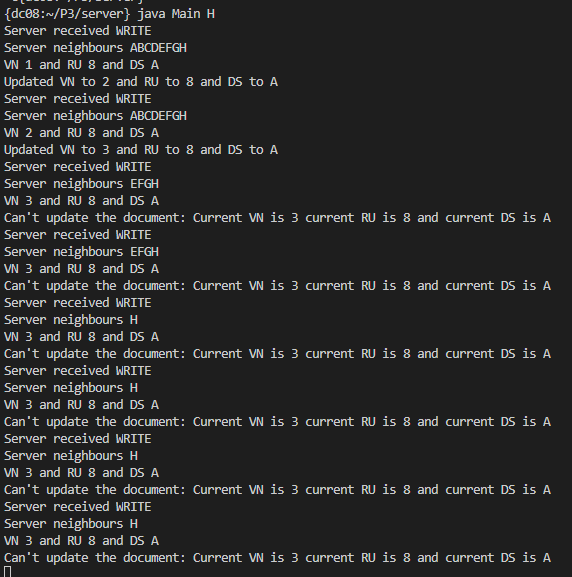 {dc08:~/P3/server} java Main H
Server received WRITE
Server neighbours ABCDEFGH
VN 1 and RU 8 and DS A
Updated VN to 2 and RU to 8 and DS to A
Server received WRITE
Server neighbours ABCDEFGH
VN 2 and RU 8 and DS A
Updated VN to 3 and RU to 8 and DS to A
Server received WRITE
Server neighbours EFGH
VN 3 and RU 8 and DS A
Can't update the document: Current VN is 3 current RU is 8 and current DS is A
Server received WRITE
Server neighbours EFGH
VN 3 and RU 8 and DS A
Can't update the document: Current VN is 3 current RU is 8 and current DS is A
Server received WRITE
Server neighbours H
VN 3 and RU 8 and DS A
Can't update the document: Current VN is 3 current RU is 8 and current DS is A
Server received WRITE
Server neighbours H
VN 3 and RU 8 and DS A
Can't update the document: Current VN is 3 current RU is 8 and current DS is A
Server received WRITE
Server neighbours H
VN 3 and RU 8 and DS A
Can't update the document: Current VN is 3 current RU is 8 and current DS is A
Server received WRITE
Server neighbours H
VN 3 and RU 8 and DS A
Can't update the document: Current VN is 3 current RU is 8 and current DS is A